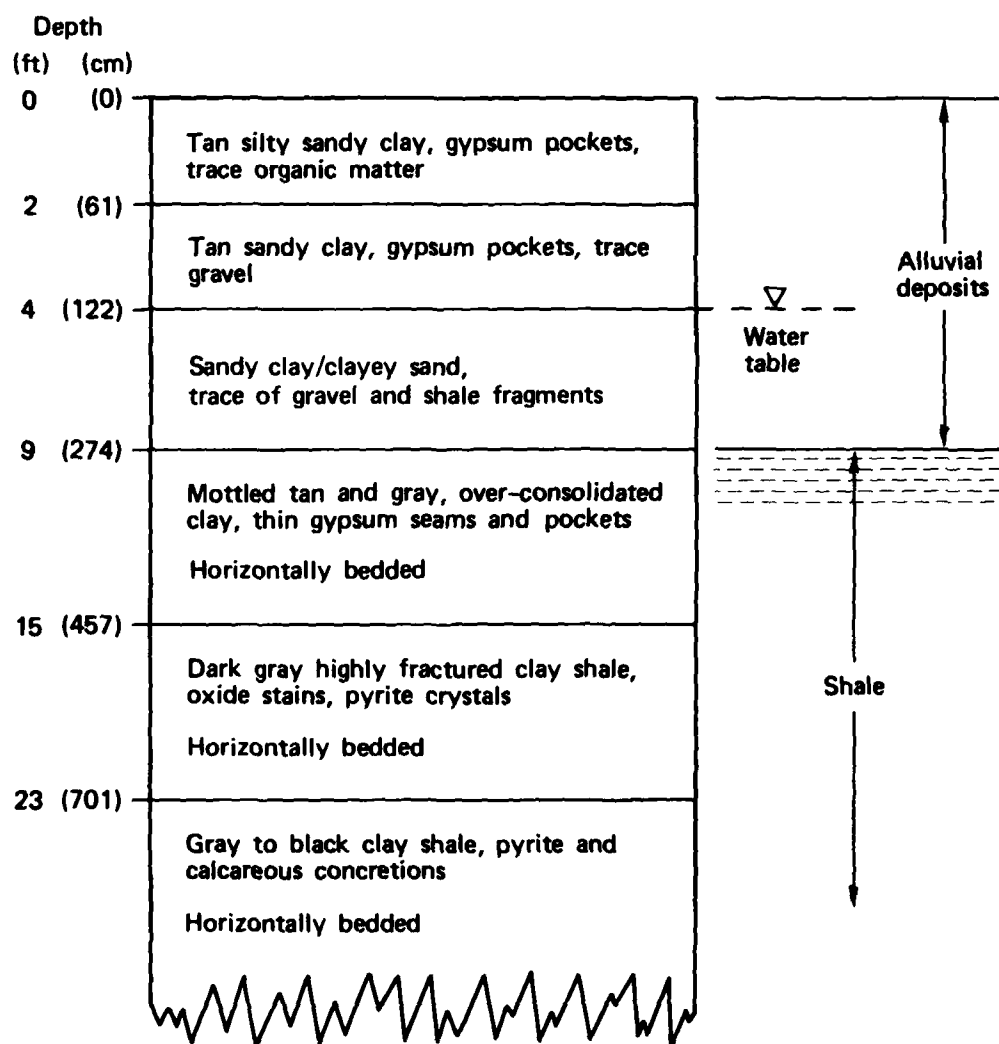 Depth
(ft) (cm)
0 (0)
Tan silty sandy clay, gypsum pockets,
trace organic matter
2 (61)
Tan sandy clay, gypsum pockets, trace
gravel
Alluvial
deposits
4 (122)
Water
table
Sandy clay/clayey sand,
trace of gravel and shale fragments
9 (274)
Mottled tan and gray, over-consolidated
clay, thin gypsum seams and pockets
Horizontally bedded
15 (457)
Dark gray highly fractured clay shale,
oxide stains, pyrite crystals
Shale
Horizontally bedded
23 (701)
Gray to black clay shale, pyrite and
calcareous concretions
Horizontally bedded